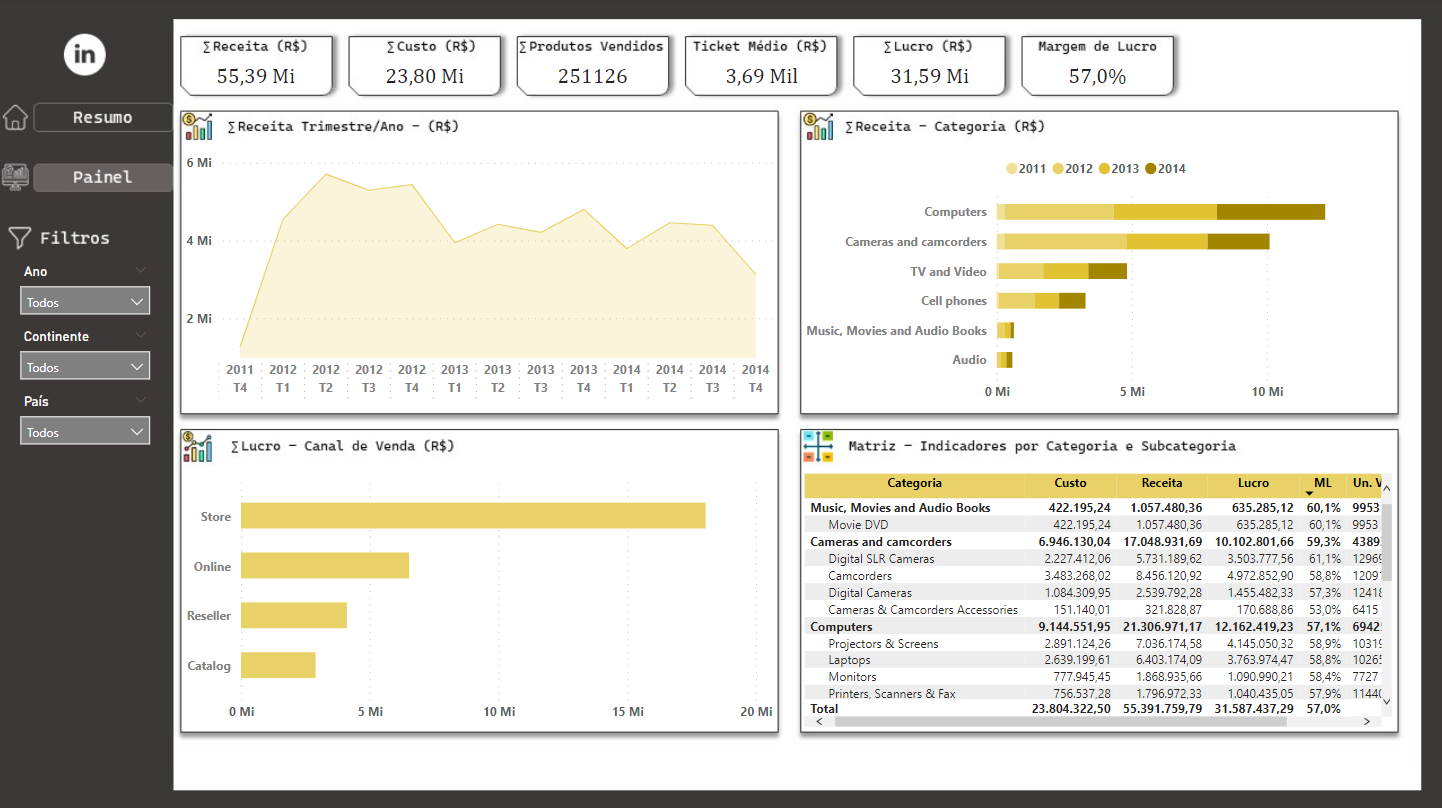 in
Resumo
Painel
Filtros
Ano
Todos
Continente
Todos
País
Todos
∑Receita (R$)
55,39 Mi
∑Custo (R$)
23,80 Mi
∑Produtos Vendidos
251126
Ticket Médio (R$)
3,69 Mil
∑Lucro (R$)
31,59 Mi
Margem de Lucro
57,0%
∑Receita Trimestre/Ano - (R$)
6 Mi
4 Mi
2 Mi
2011 2012 2012 2012 2012 2013 2013 2013 2013 2014 2014 2014 2014
T4 T1 T2 T3 T4 T1 T2 T3 T4 T1 T2 T3 T4
∑Receita - Categoria (R$)
2011 2012 2013 2014
Computers
Cameras and camcorders
TV and Video
Cell phones
Music, Movies and Audio Books
Audio
0 Mi 5 Mi 10 Mi
∑Lucro - Canal de Venda (R$)
Store
Online
Reseller
Catalog
0 Mi 5 Mi 10 Mi 15 Mi 20 Mi
Matriz - Indicadores por Categoria e Subcategoria
Categoria Custo Receita Lucro ML Un. V
Music, Movies and Audio Books 422.195,24 1.057.480,36 635.285,12 60,1% 9953
Movie DVD 422.195,24 1.057.480,36 635.285,12 60,1% 9953
Cameras and camcorders 6.946.130,04 17.048.931,69 10.102.801,66 59,3% 4389
Digital SLR Cameras 2.227.412,06 5.731.189,62 3.503.777,56 61,1% 12969
Camcorders 3.483.268,02 8.456.120,92 4.972.852,90 58,8% 12091
Digital Cameras 1.084.309,95 2.539.792,28 1.455.482,33 57,3% 12418
Cameras & Camcorders Accessories 151.140,01 321.828,87 170.688,86 53,0% 6415
Computers 9.144.551,95 21.306.971,17 12.162.419,23 57,1% 6942
Projectors & Screens 2.891.124,26 7.036.174,58 4.145.050,32 58,9% 10319
Laptops 2.639.199,61 6.403.174,09 3.763.974,47 58,8% 10265
Monitors 777.945,45 1.868.935,66 1.090.990,21 58,4% 7727
Printers, Scanners & Fax 756.537,28 1.796.972,33 1.040.435,05 57,9% 11440
Total 23.804.322,50 55.391.759,79 31.587.437,29 57,0%